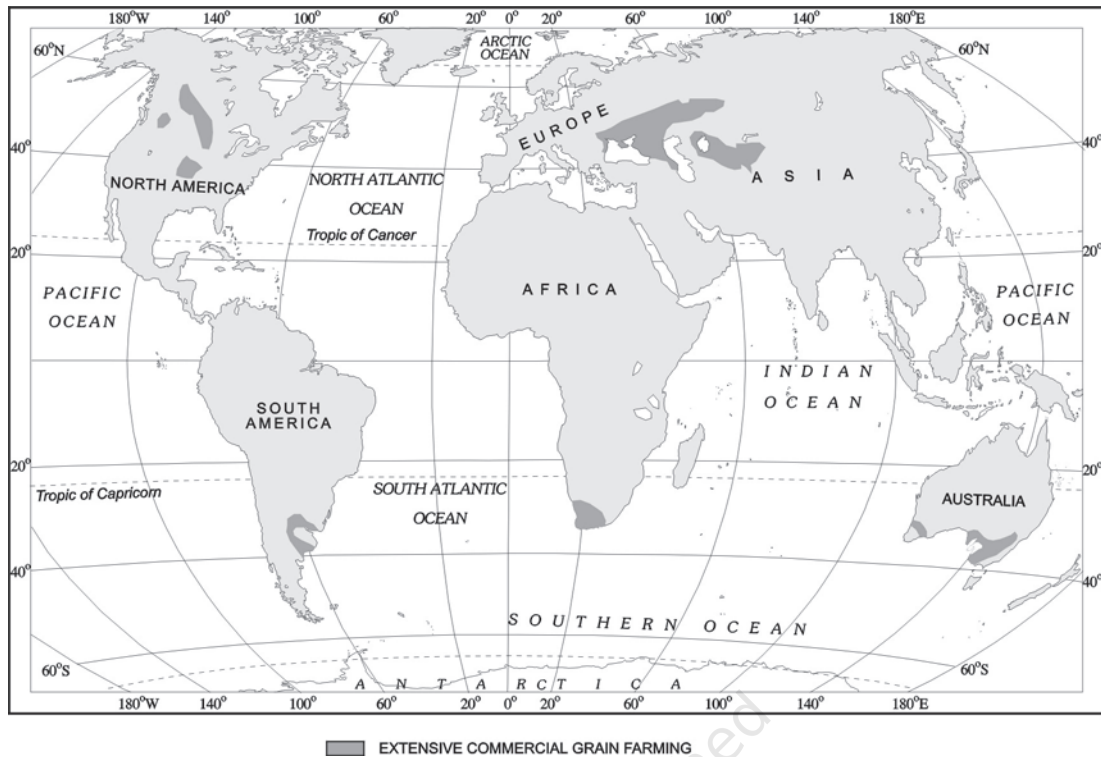 180°W 140° 100° 60° 20° 0° 20° 60° 100° 140° 180°E
ARCTIC
OCEAN
60°N 60°N
EUROPE
40° 40°
ASIA
NORTH AMERICA
NORTH ATLANTIC
OCEAN
Tropic of Cancer
20° 20°
AFRICA
PACIFIC
OCEAN
PACIFIC
OCEAN
INDIAN
OCEAN
SOUTH
AMERICA
20° 20°
Tropic of Capricorn
SOUTH ATLANTIC
OCEAN
AUSTRALIA
40° 40°
SOUTHERN OCEAN
60°S 60°S
ANTARCTICA
180°W 140° 100° 60° 20° 0° 20° 60° 100° 140° 180°E
EXTENSIVE COMMERCIAL GRAIN FARMING